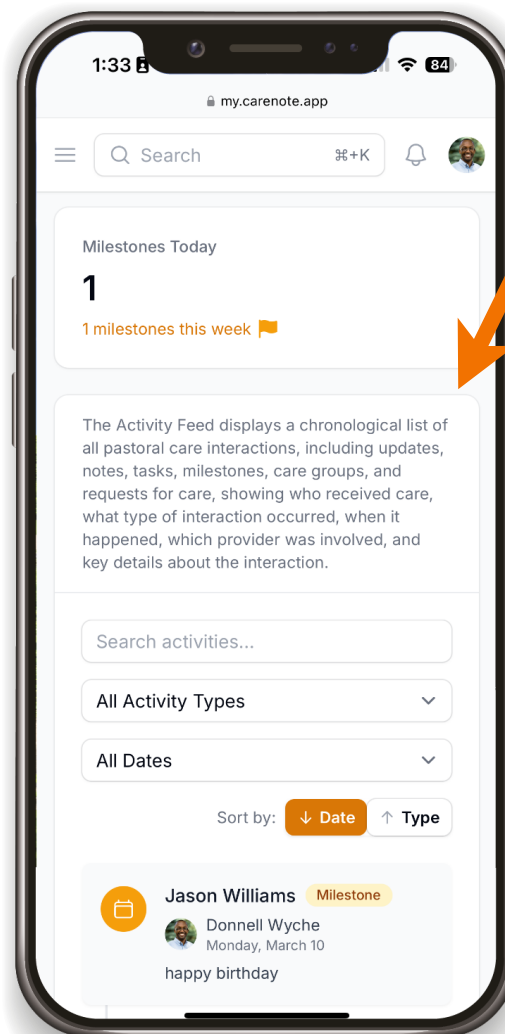 1:33
84
my.carenote.app
Search ⌘+K
Milestones Today
1
1 milestones this week
The Activity Feed displays a chronological list of
all pastoral care interactions, including updates,
notes, tasks, milestones, care groups, and
requests for care, showing who received care,
what type of interaction occurred, when it
happened, which provider was involved, and
key details about the interaction.
Search activities...
All Activity Types
All Dates
Sort by: ↓ Date ↑ Type
Jason Williams Milestone
Donnell Wyche
Monday, March 10
happy birthday